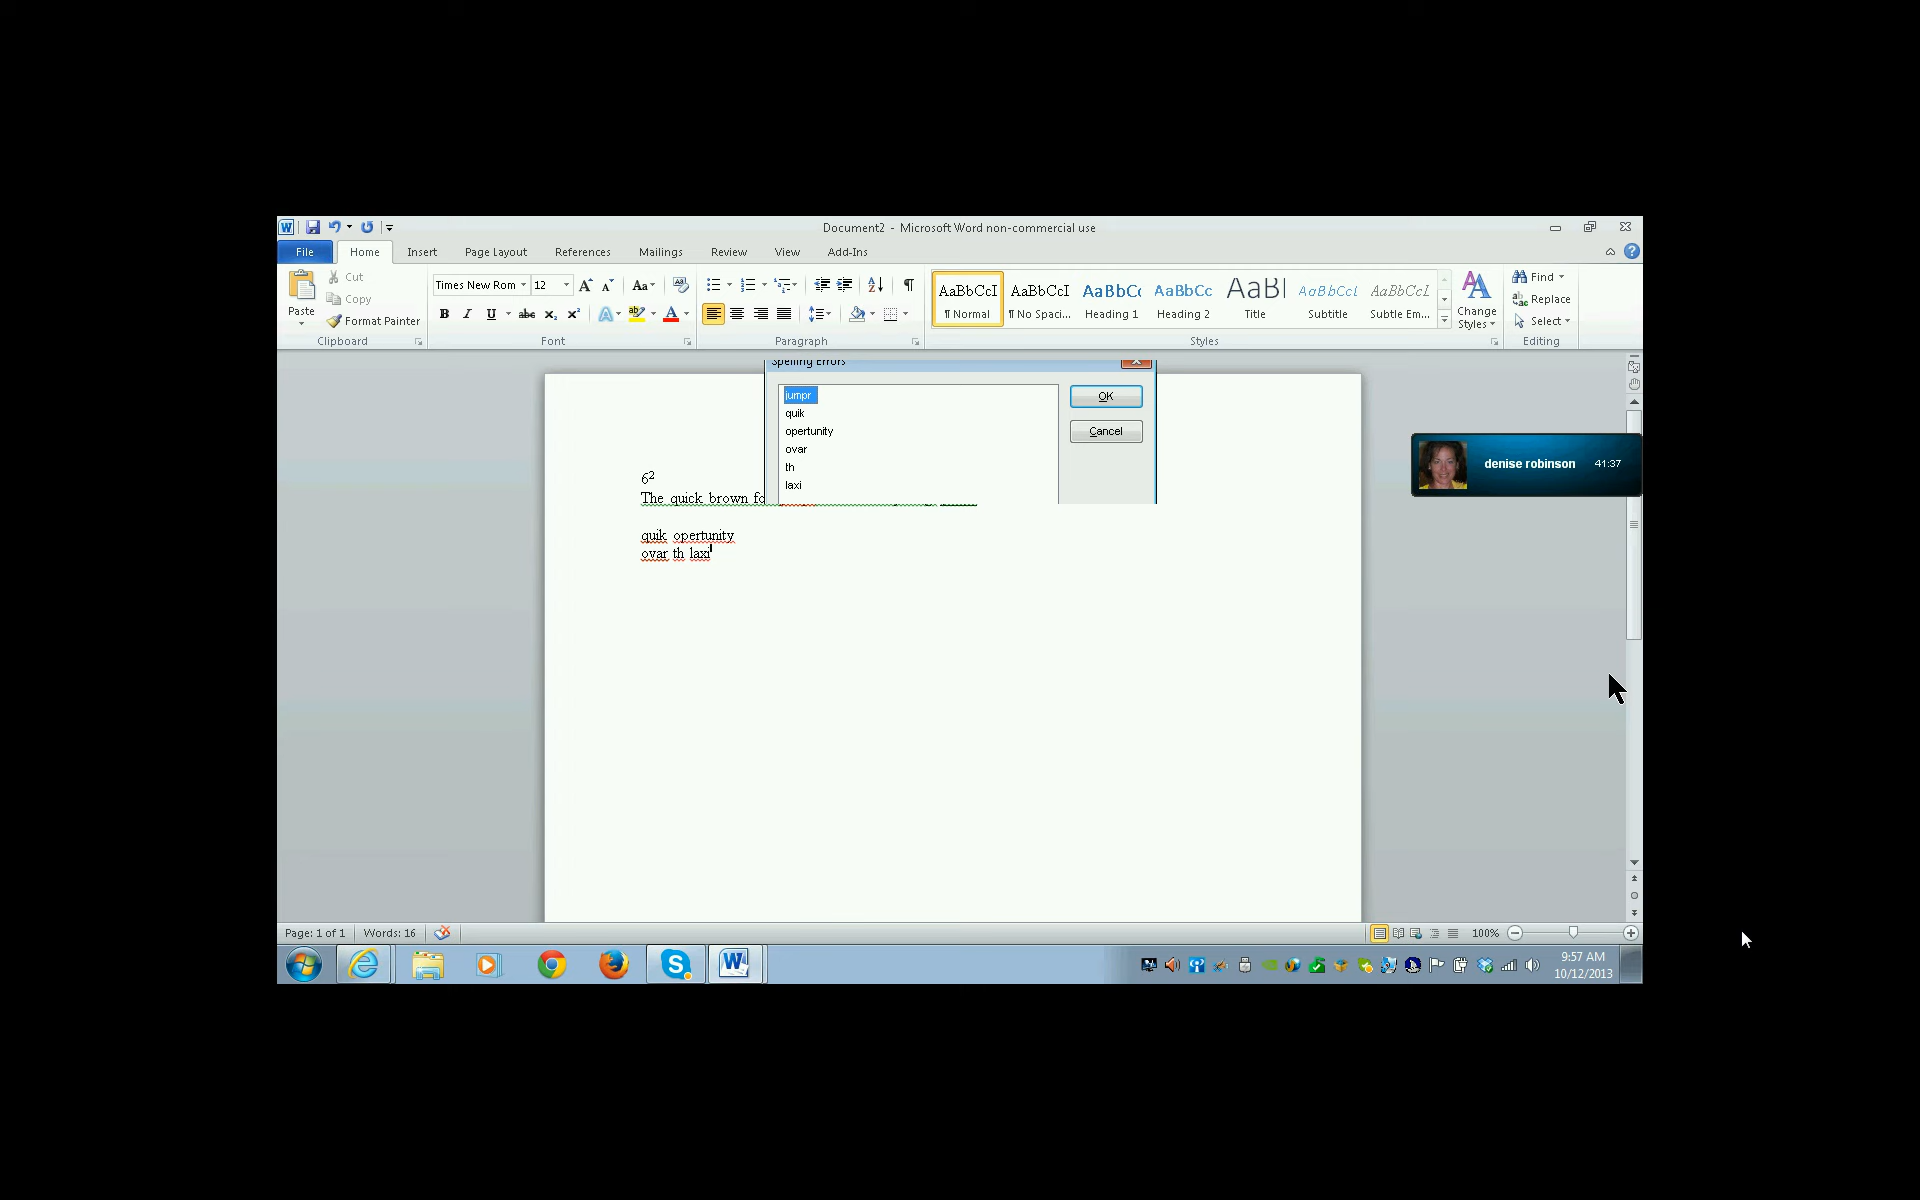 Document2 - Microsoft Word non-commercial use
File Home Insert Page Layout References Mailings Review View Add-Ins
Paste
Cut
Copy
Format Painter
Clipboard
Times New Rom 12
Font
Paragraph
AaBbCcI AaBbCcI AaBbC AaBbCc AaB AaBbCcL AaBbCcL
¶ Normal ¶ No Spaci... Heading 1 Heading 2 Title Subtitle Subtle Em...
Change
Styles
Styles
Find
Replace
Select
Editing
Spelling Errors
jumpr
quik
opertunity
ovar
th
laxi
OK
Cancel
6²
The quick brown fo
quik opertunity
ovar th laxi
denise robinson 41:37
Page: 1 of 1 Words: 16
100%
9:57 AM
10/12/2013